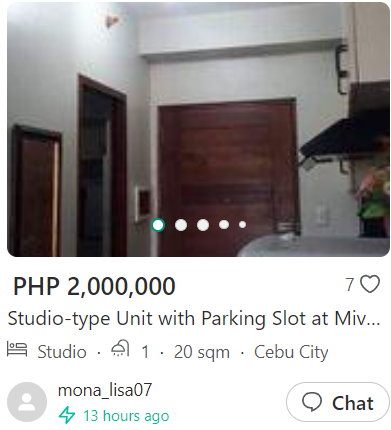 PHP 2,000,000
7
Studio-type Unit with Parking Slot at Miv...
Studio · 1 · 20 sqm · Cebu City
mona_lisa07
13 hours ago
Chat